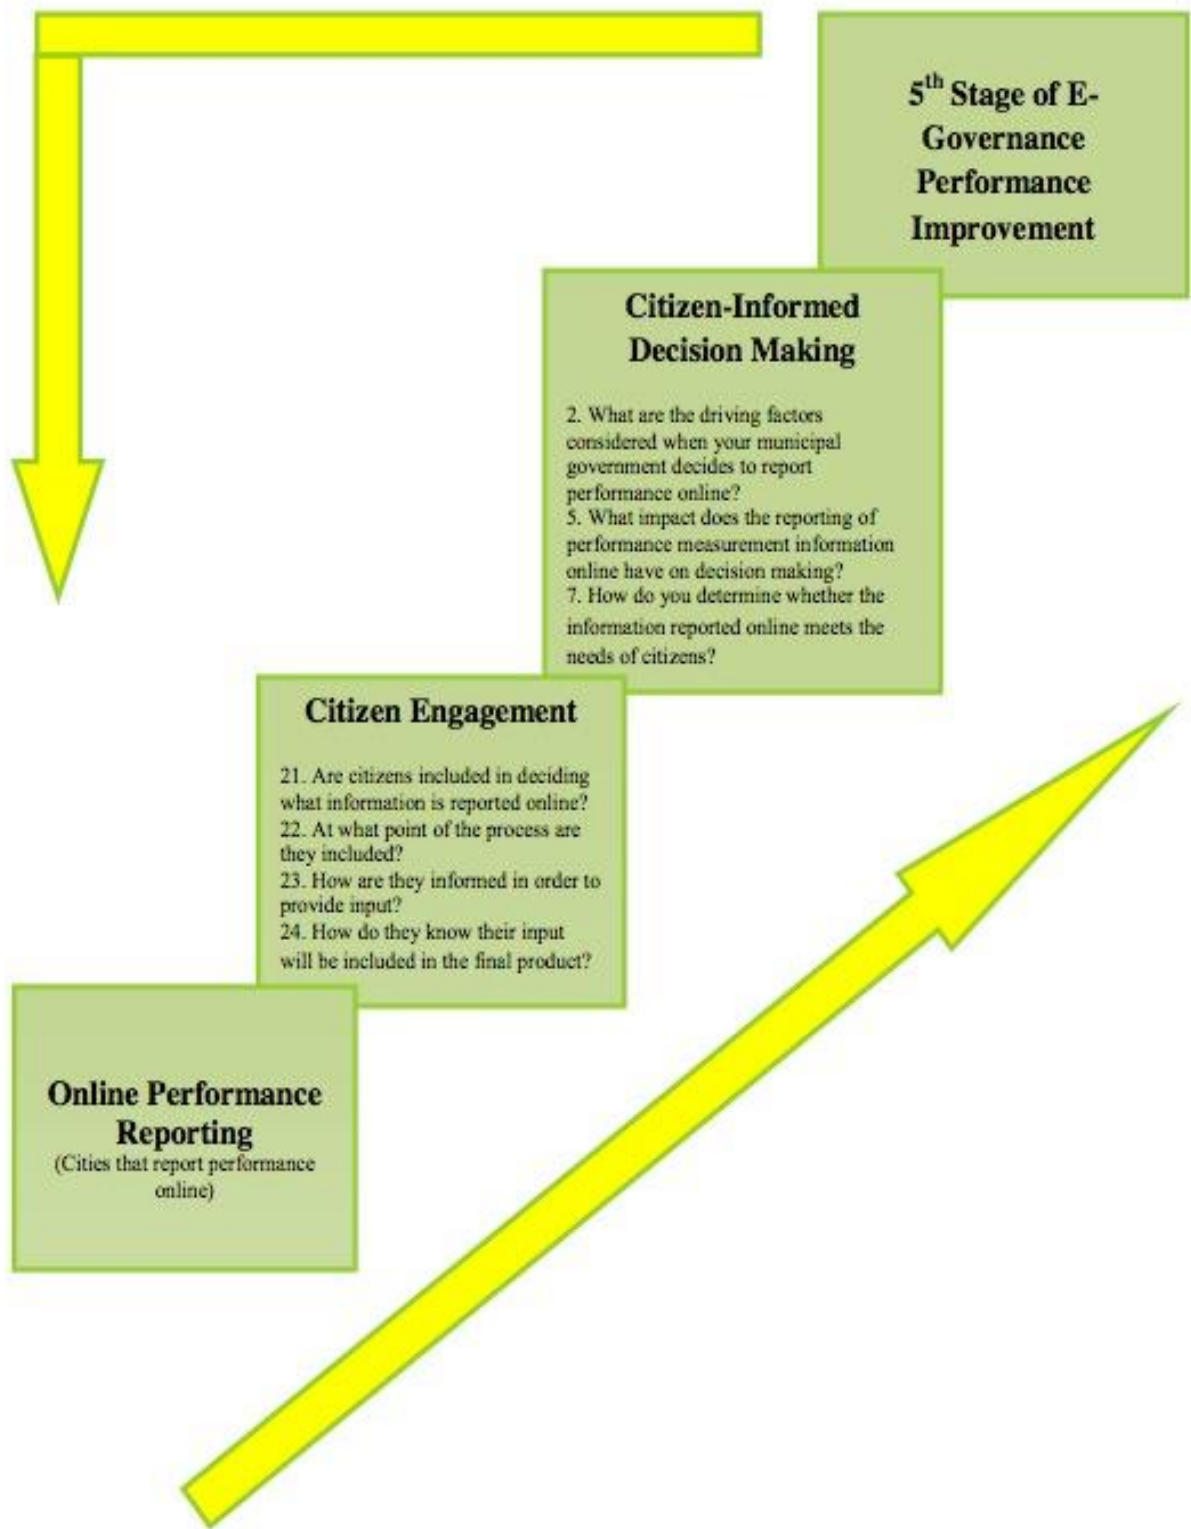 5th Stage of E-
Governance
Performance
Improvement
Citizen-Informed
Decision Making
2. What are the driving factors
considered when your municipal
government decides to report
performance online?
5. What impact does the reporting of
performance measurement information
online have on decision making?
7. How do you determine whether the
information reported online meets the
needs of citizens?
Citizen Engagement
21. Are citizens included in deciding
what information is reported online?
22. At what point of the process are
they included?
23. How are they informed in order to
provide input?
24. How do they know their input
will be included in the final product?
Online Performance
Reporting
(Cities that report performance
online)